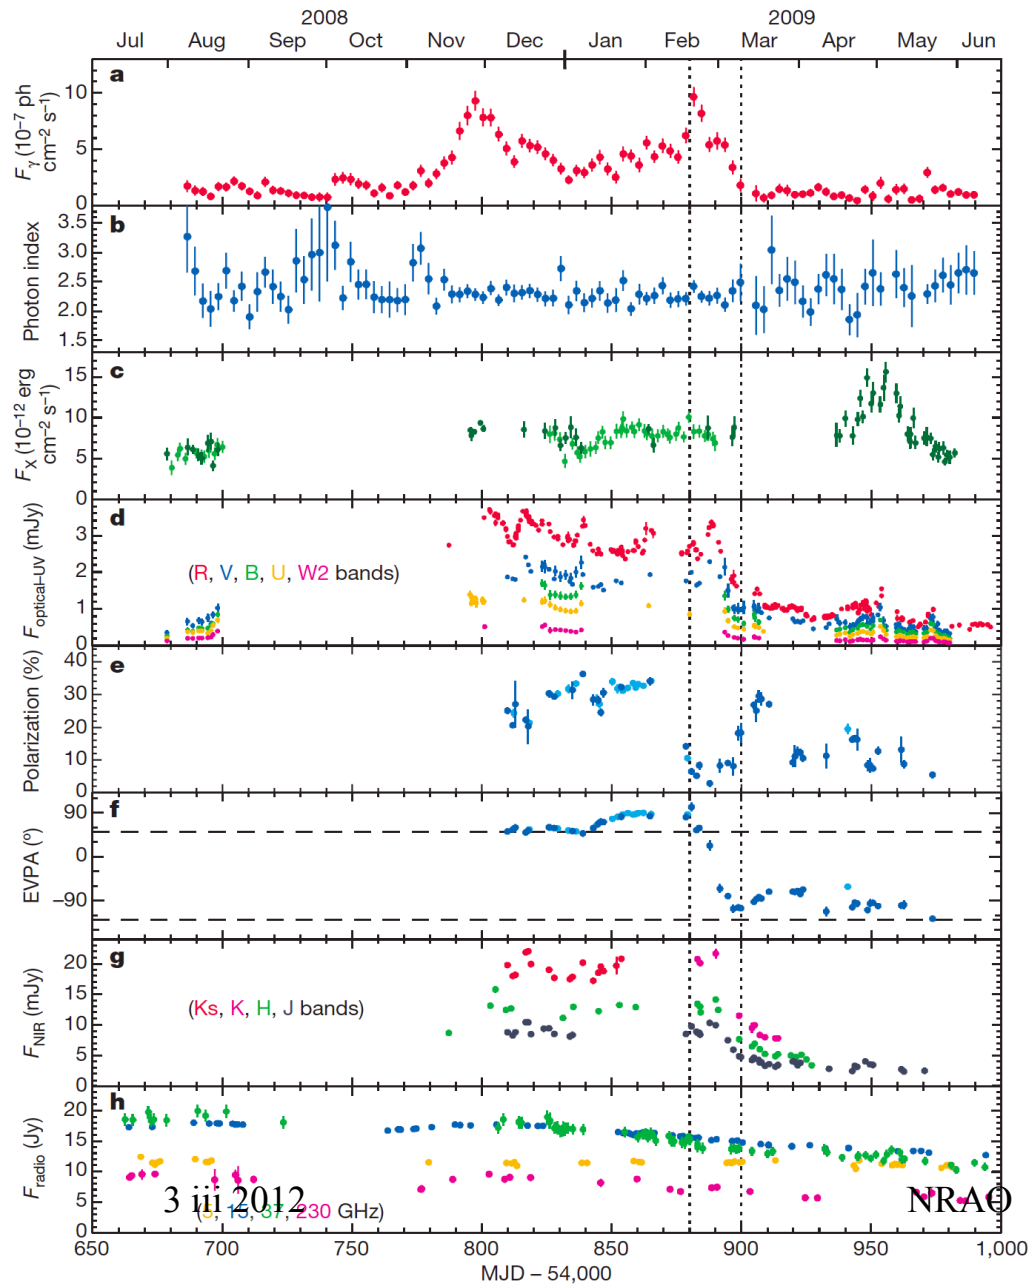 2008 2009
Jul Aug Sep Oct Nov Dec Jan Feb Mar Apr May Jun
a
10
5
0
Fγ (10−7 ph
cm−2 s−1)
b
3.5
3.0
2.5
2.0
1.5
Photon index
c
15
10
5
0
FX (10−12 erg
cm−2 s−1)
d
3
2
1
0
Foptical-UV (mJy)
(R, V, B, U, W2 bands)
e
40
30
20
10
0
Polarization (%)
f
90
0
−90
EVPA (º)
g
20
15
10
5
0
FNIR (mJy)
(Ks, K, H, J bands)
h
20
15
10
5
0
Fradio (Jy)
(5, 15, 37, 230 GHz)
3 iii 2012 NRAO
650 700 750 800 850 900 950 1,000
MJD – 54,000